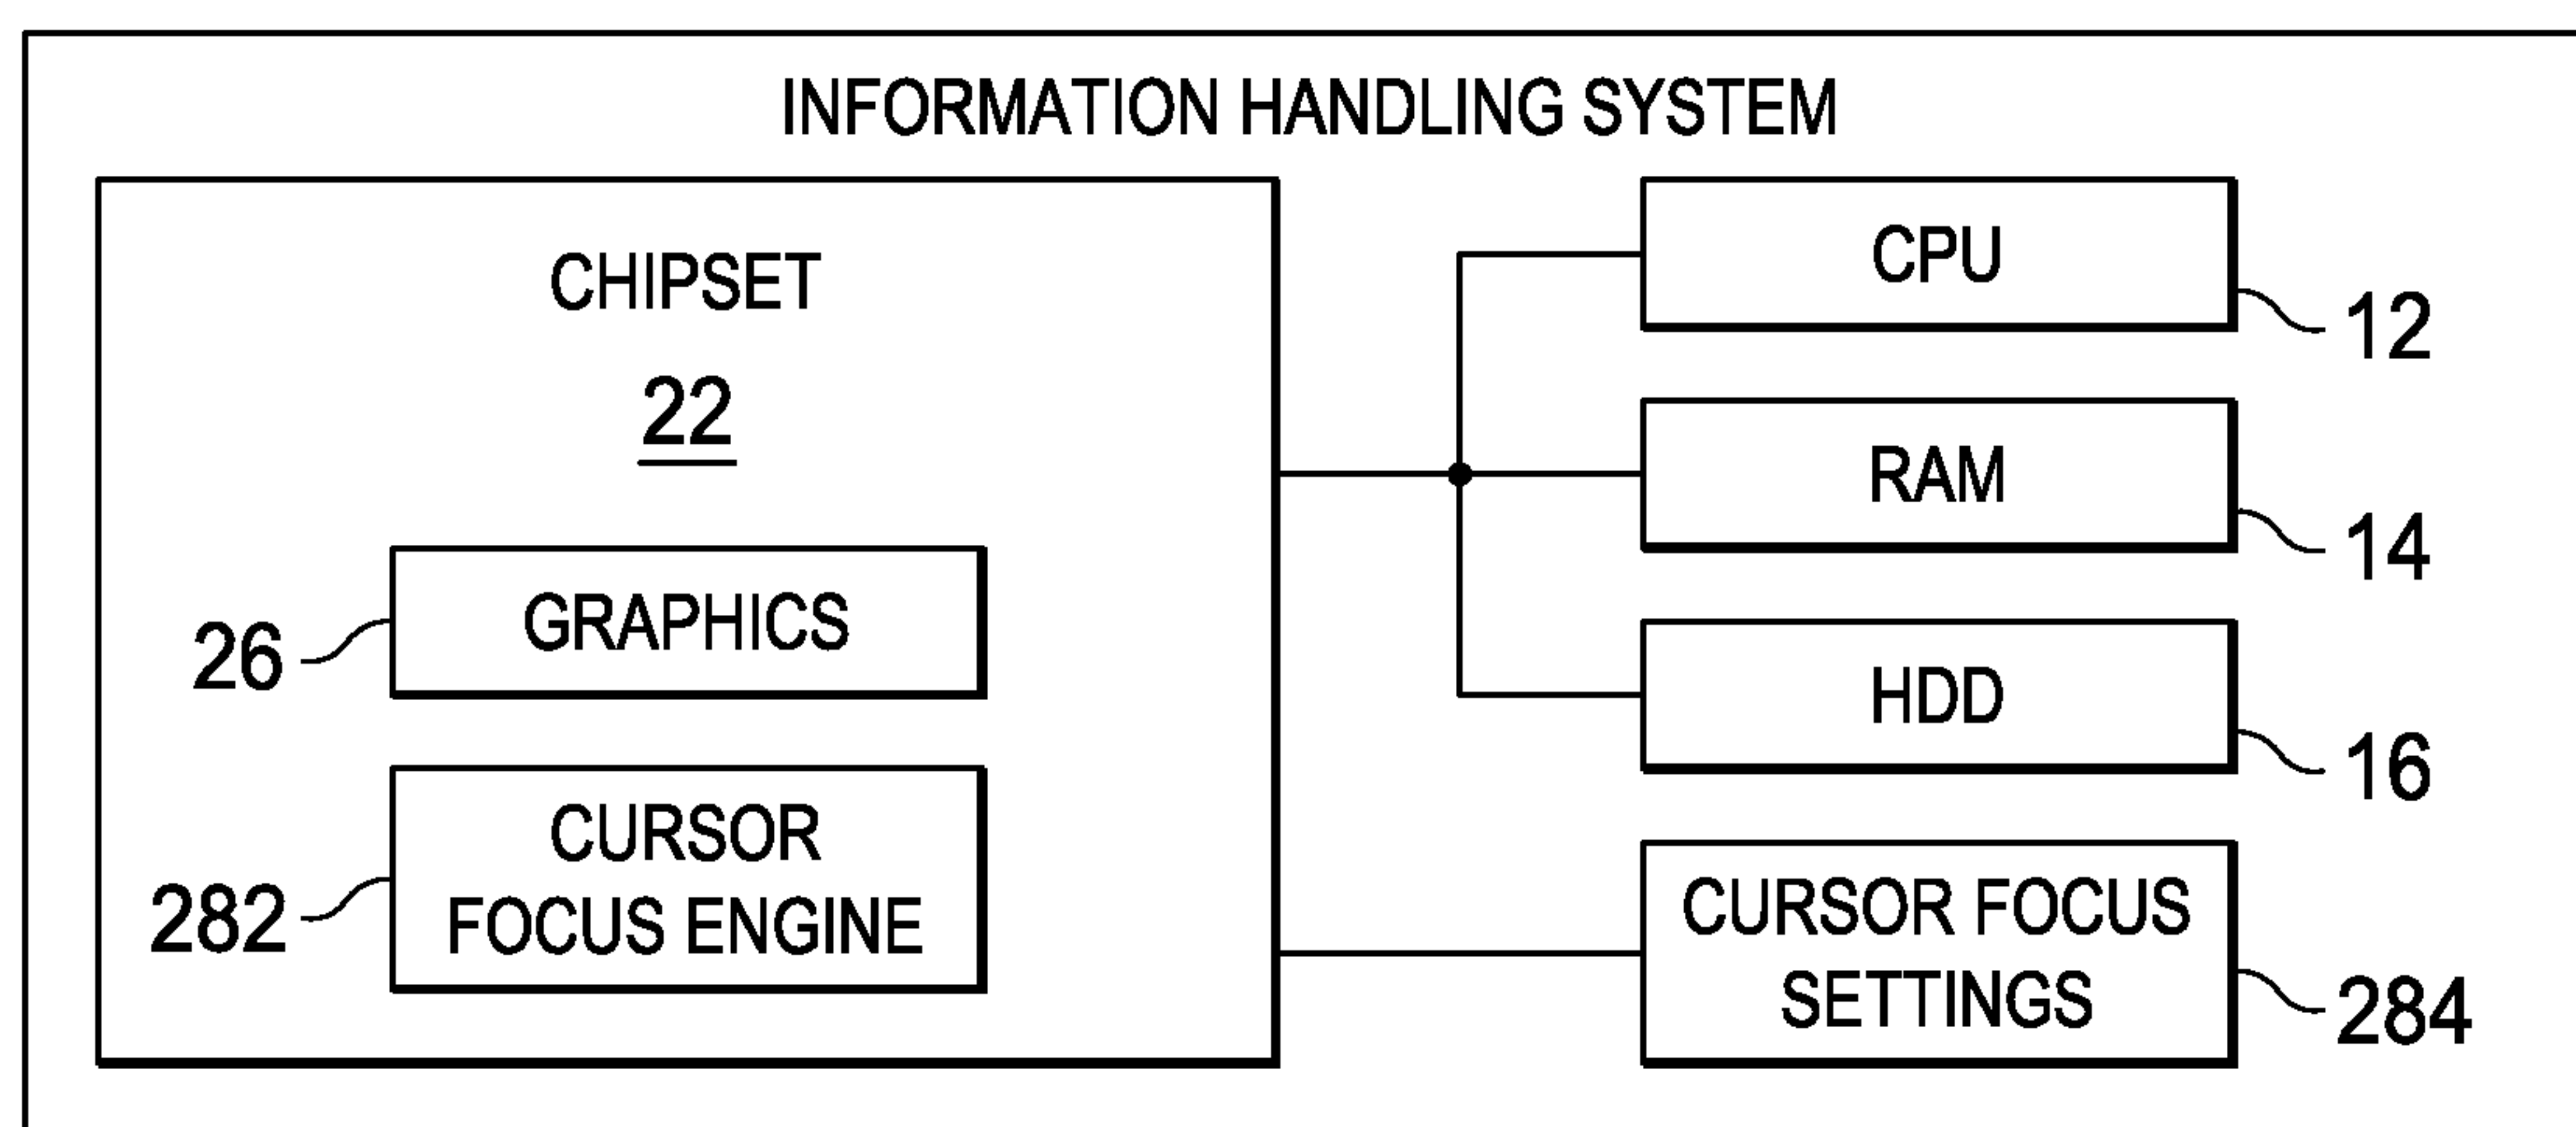 INFORMATION HANDLING SYSTEM
CHIPSET
22
26
GRAPHICS
282
CURSOR
FOCUS ENGINE
CPU
12
RAM
14
HDD
16
CURSOR FOCUS
SETTINGS
284